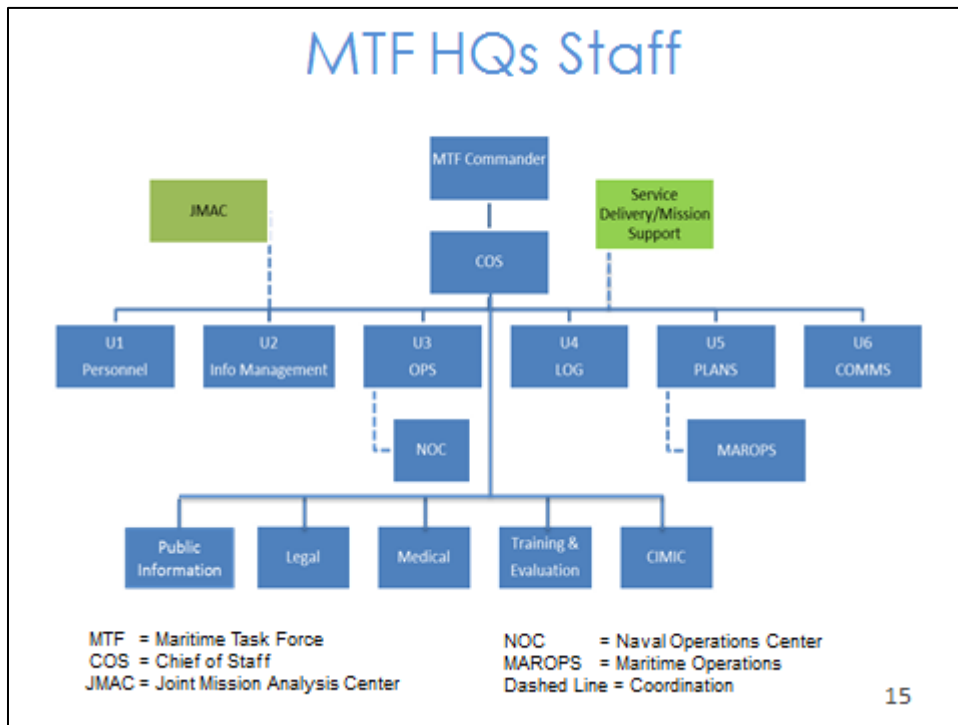 MTF HQs Staff
MTF Commander
JMAC
Service
Delivery/Mission
Support
COS
U1
Personnel
U2
Info Management
U3
OPS
U4
LOG
U5
PLANS
U6
COMMS
NOC
MAROPS
Public
Information
Legal
Medical
Training &
Evaluation
CIMIC
MTF = Maritime Task Force
COS = Chief of Staff
JMAC = Joint Mission Analysis Center
NOC = Naval Operations Center
MAROPS = Maritime Operations
Dashed Line = Coordination
15